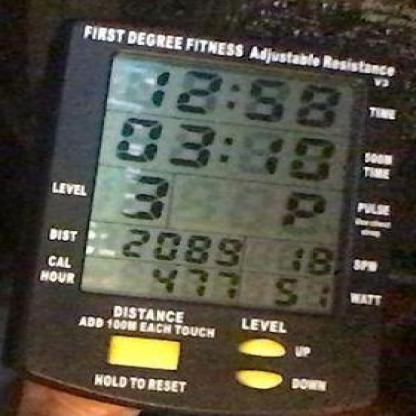 FIRST DEGREE FITNESS Adjustable Resistance
V3
12:58 TIME
03:10 500M TIME
LEVEL 3 P PULSE
DIST 2089 18 SPM
CAL HOUR 477 51 WATT
DISTANCE
ADD 100M EACH TOUCH
HOLD TO RESET
LEVEL
UP
DOWN